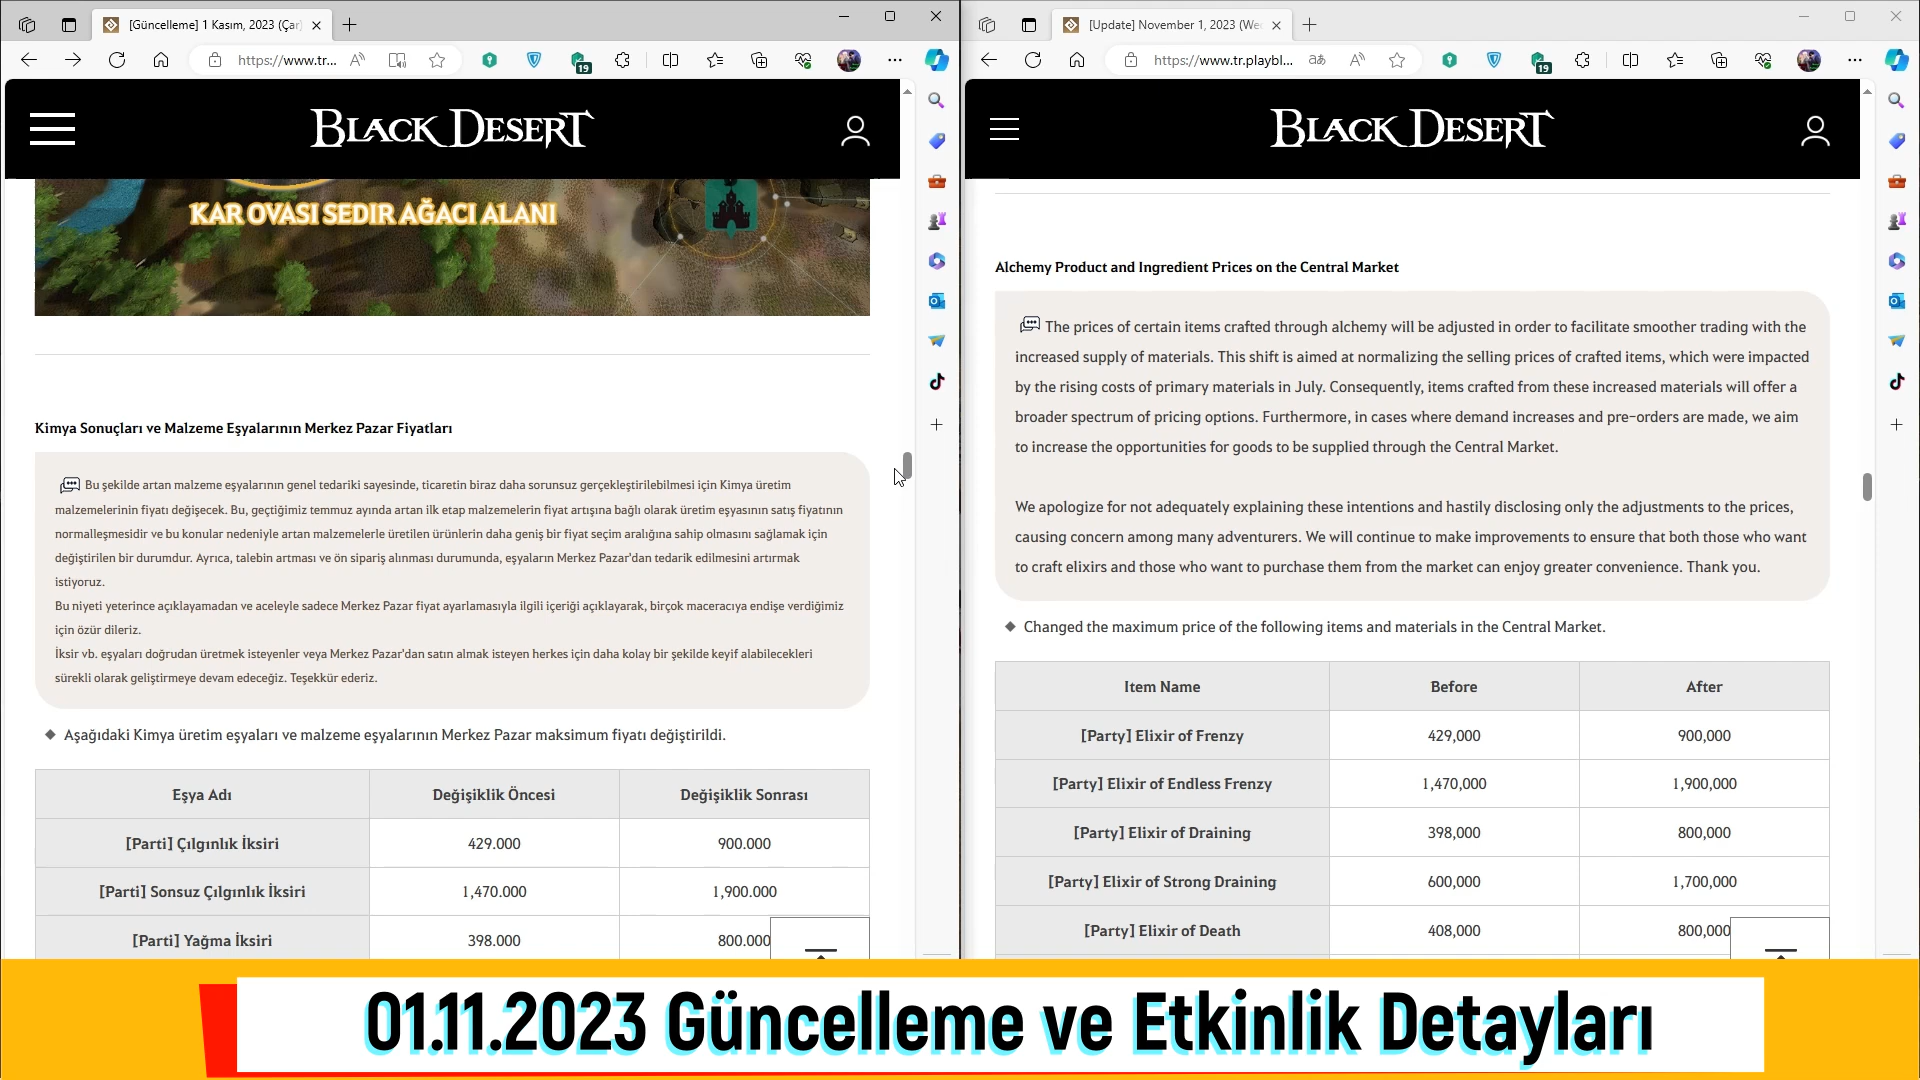 [Güncelleme] 1 Kasım, 2023 (Çar
https://www.tr...
19
BLACK DESERT
KAR OVASI SEDIR AĞACI ALANI
Kimya Sonuçları ve Malzeme Eşyalarının Merkez Pazar Fiyatları
Bu şekilde artan malzeme eşyalarının genel tedariki sayesinde, ticaretin biraz daha sorunsuz gerçekleştirilebilmesi için Kimya üretim
malzemelerinin fiyatı değişecek. Bu, geçtiğimiz temmuz ayında artan ilk etap malzemelerin fiyat artışına bağlı olarak üretim eşyasının satış fiyatının
normalleşmesidir ve bu konular nedeniyle artan malzemelerle üretilen ürünlerin daha geniş bir fiyat seçim aralığına sahip olmasını sağlamak için
değiştirilen bir durumdur. Ayrıca, talebin artması ve ön sipariş alınması durumunda, eşyaların Merkez Pazar'dan tedarik edilmesini artırmak
istiyoruz.
Bu niyeti yeterince açıklayamadan ve aceleyle sadece Merkez Pazar fiyat ayarlamasıyla ilgili içeriği açıklayarak, birçok maceracıya endişe verdiğimiz
için özür dileriz.
İksir vb. eşyaları doğrudan üretmek isteyenler veya Merkez Pazar'dan satın almak isteyen herkes için daha kolay bir şekilde keyif alabilecekleri
sürekli olarak geliştirmeye devam edeceğiz. Teşekkür ederiz.
◆ Aşağıdaki Kimya üretim eşyaları ve malzeme eşyalarının Merkez Pazar maksimum fiyatı değiştirildi.
Eşya Adı Değişiklik Öncesi Değişiklik Sonrası
[Parti] Çılgınlık İksiri 429.000 900.000
[Parti] Sonsuz Çılgınlık İksiri 1,470.000 1,900.000
[Parti] Yağma İksiri 398.000 800.000
[Update] November 1, 2023 (We
https://www.tr.playbl...
19
BLACK DESERT
Alchemy Product and Ingredient Prices on the Central Market
The prices of certain items crafted through alchemy will be adjusted in order to facilitate smoother trading with the
increased supply of materials. This shift is aimed at normalizing the selling prices of crafted items, which were impacted
by the rising costs of primary materials in July. Consequently, items crafted from these increased materials will offer a
broader spectrum of pricing options. Furthermore, in cases where demand increases and pre-orders are made, we aim
to increase the opportunities for goods to be supplied through the Central Market.
We apologize for not adequately explaining these intentions and hastily disclosing only the adjustments to the prices,
causing concern among many adventurers. We will continue to make improvements to ensure that both those who want
to craft elixirs and those who want to purchase them from the market can enjoy greater convenience. Thank you.
◆ Changed the maximum price of the following items and materials in the Central Market.
Item Name Before After
[Party] Elixir of Frenzy 429,000 900,000
[Party] Elixir of Endless Frenzy 1,470,000 1,900,000
[Party] Elixir of Draining 398,000 800,000
[Party] Elixir of Strong Draining 600,000 1,700,000
[Party] Elixir of Death 408,000 800,000
01.11.2023 Güncelleme ve Etkinlik Detayları